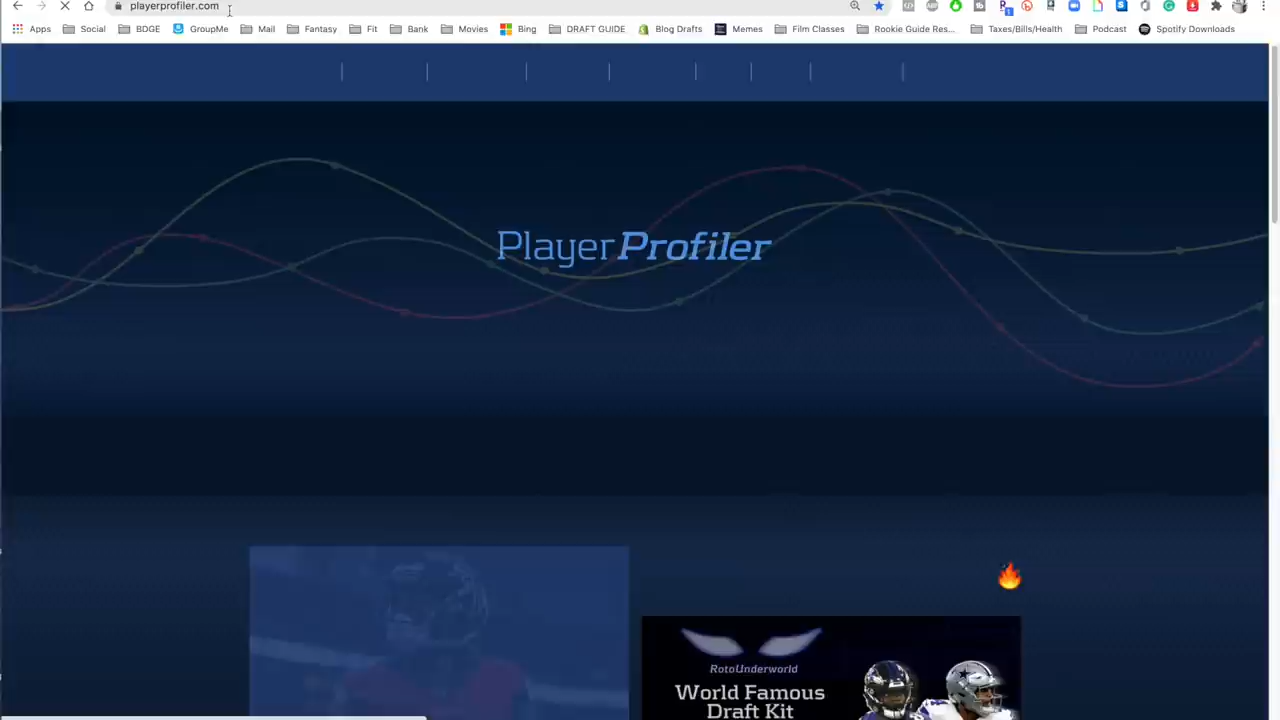 playerprofiler.com
Apps Social BDGE GroupMe Mail Fantasy Fit Bank Movies Bing DRAFT GUIDE Blog Drafts Memes Film Classes Rookie Guide Res... Taxes/Bills/Health Podcast Spotify Downloads
PlayerProfiler
RotoUnderworld
World Famous
Draft Kit